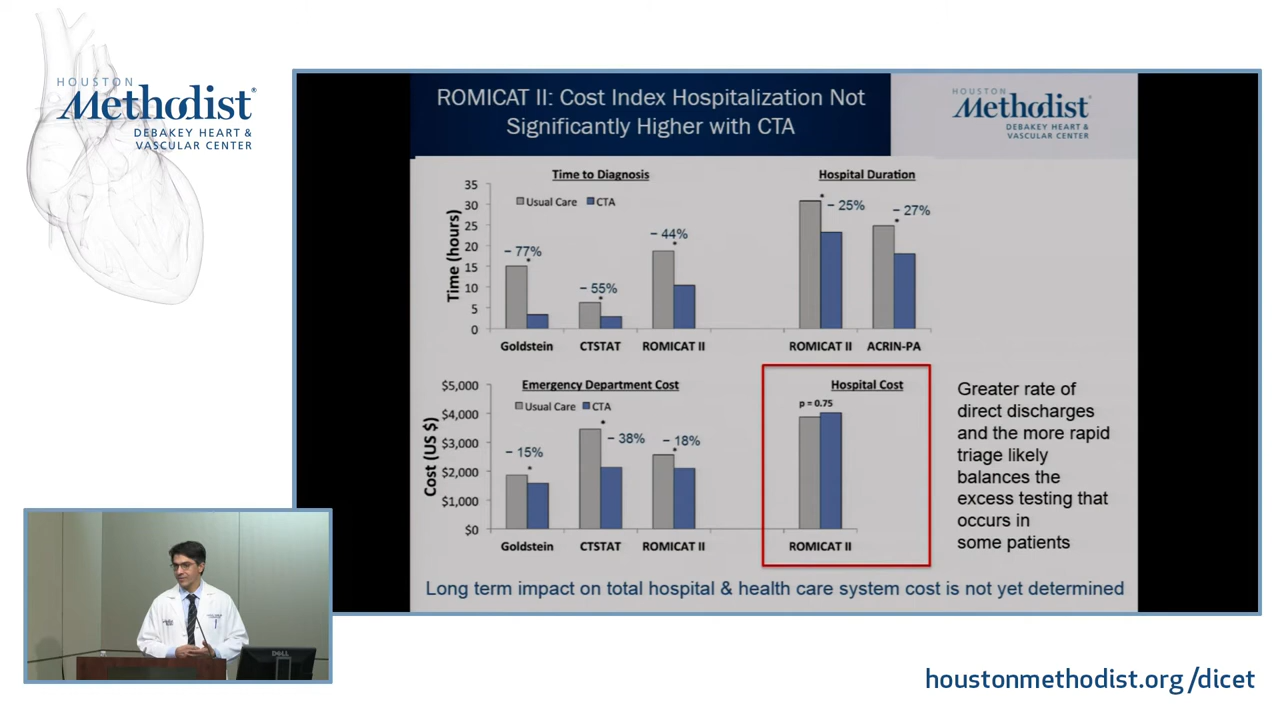 HOUSTON
Methodist®
DEBAKEY HEART &
VASCULAR CENTER
ROMICAT II: Cost Index Hospitalization Not
Significantly Higher with CTA
HOUSTON
Methodist®
DEBAKEY HEART &
VASCULAR CENTER
Time to Diagnosis
Hospital Duration
Time (hours)
35
30
25
20
15
10
5
0
Usual Care CTA
− 77%
*
− 55%
*
− 44%
*
* − 25%
− 27%
*
Goldstein CTSTAT ROMICAT II ROMICAT II ACRIN-PA
Emergency Department Cost
Hospital Cost
Cost (US $)
$5,000
$4,000
$3,000
$2,000
$1,000
$0
Usual Care CTA
− 15%
*
*
− 38%
− 18%
*
p = 0.75
Goldstein CTSTAT ROMICAT II ROMICAT II
Greater rate of
direct discharges
and the more rapid
triage likely
balances the
excess testing that
occurs in
some patients
Long term impact on total hospital & health care system cost is not yet determined
DELL
houstonmethodist.org/dicet